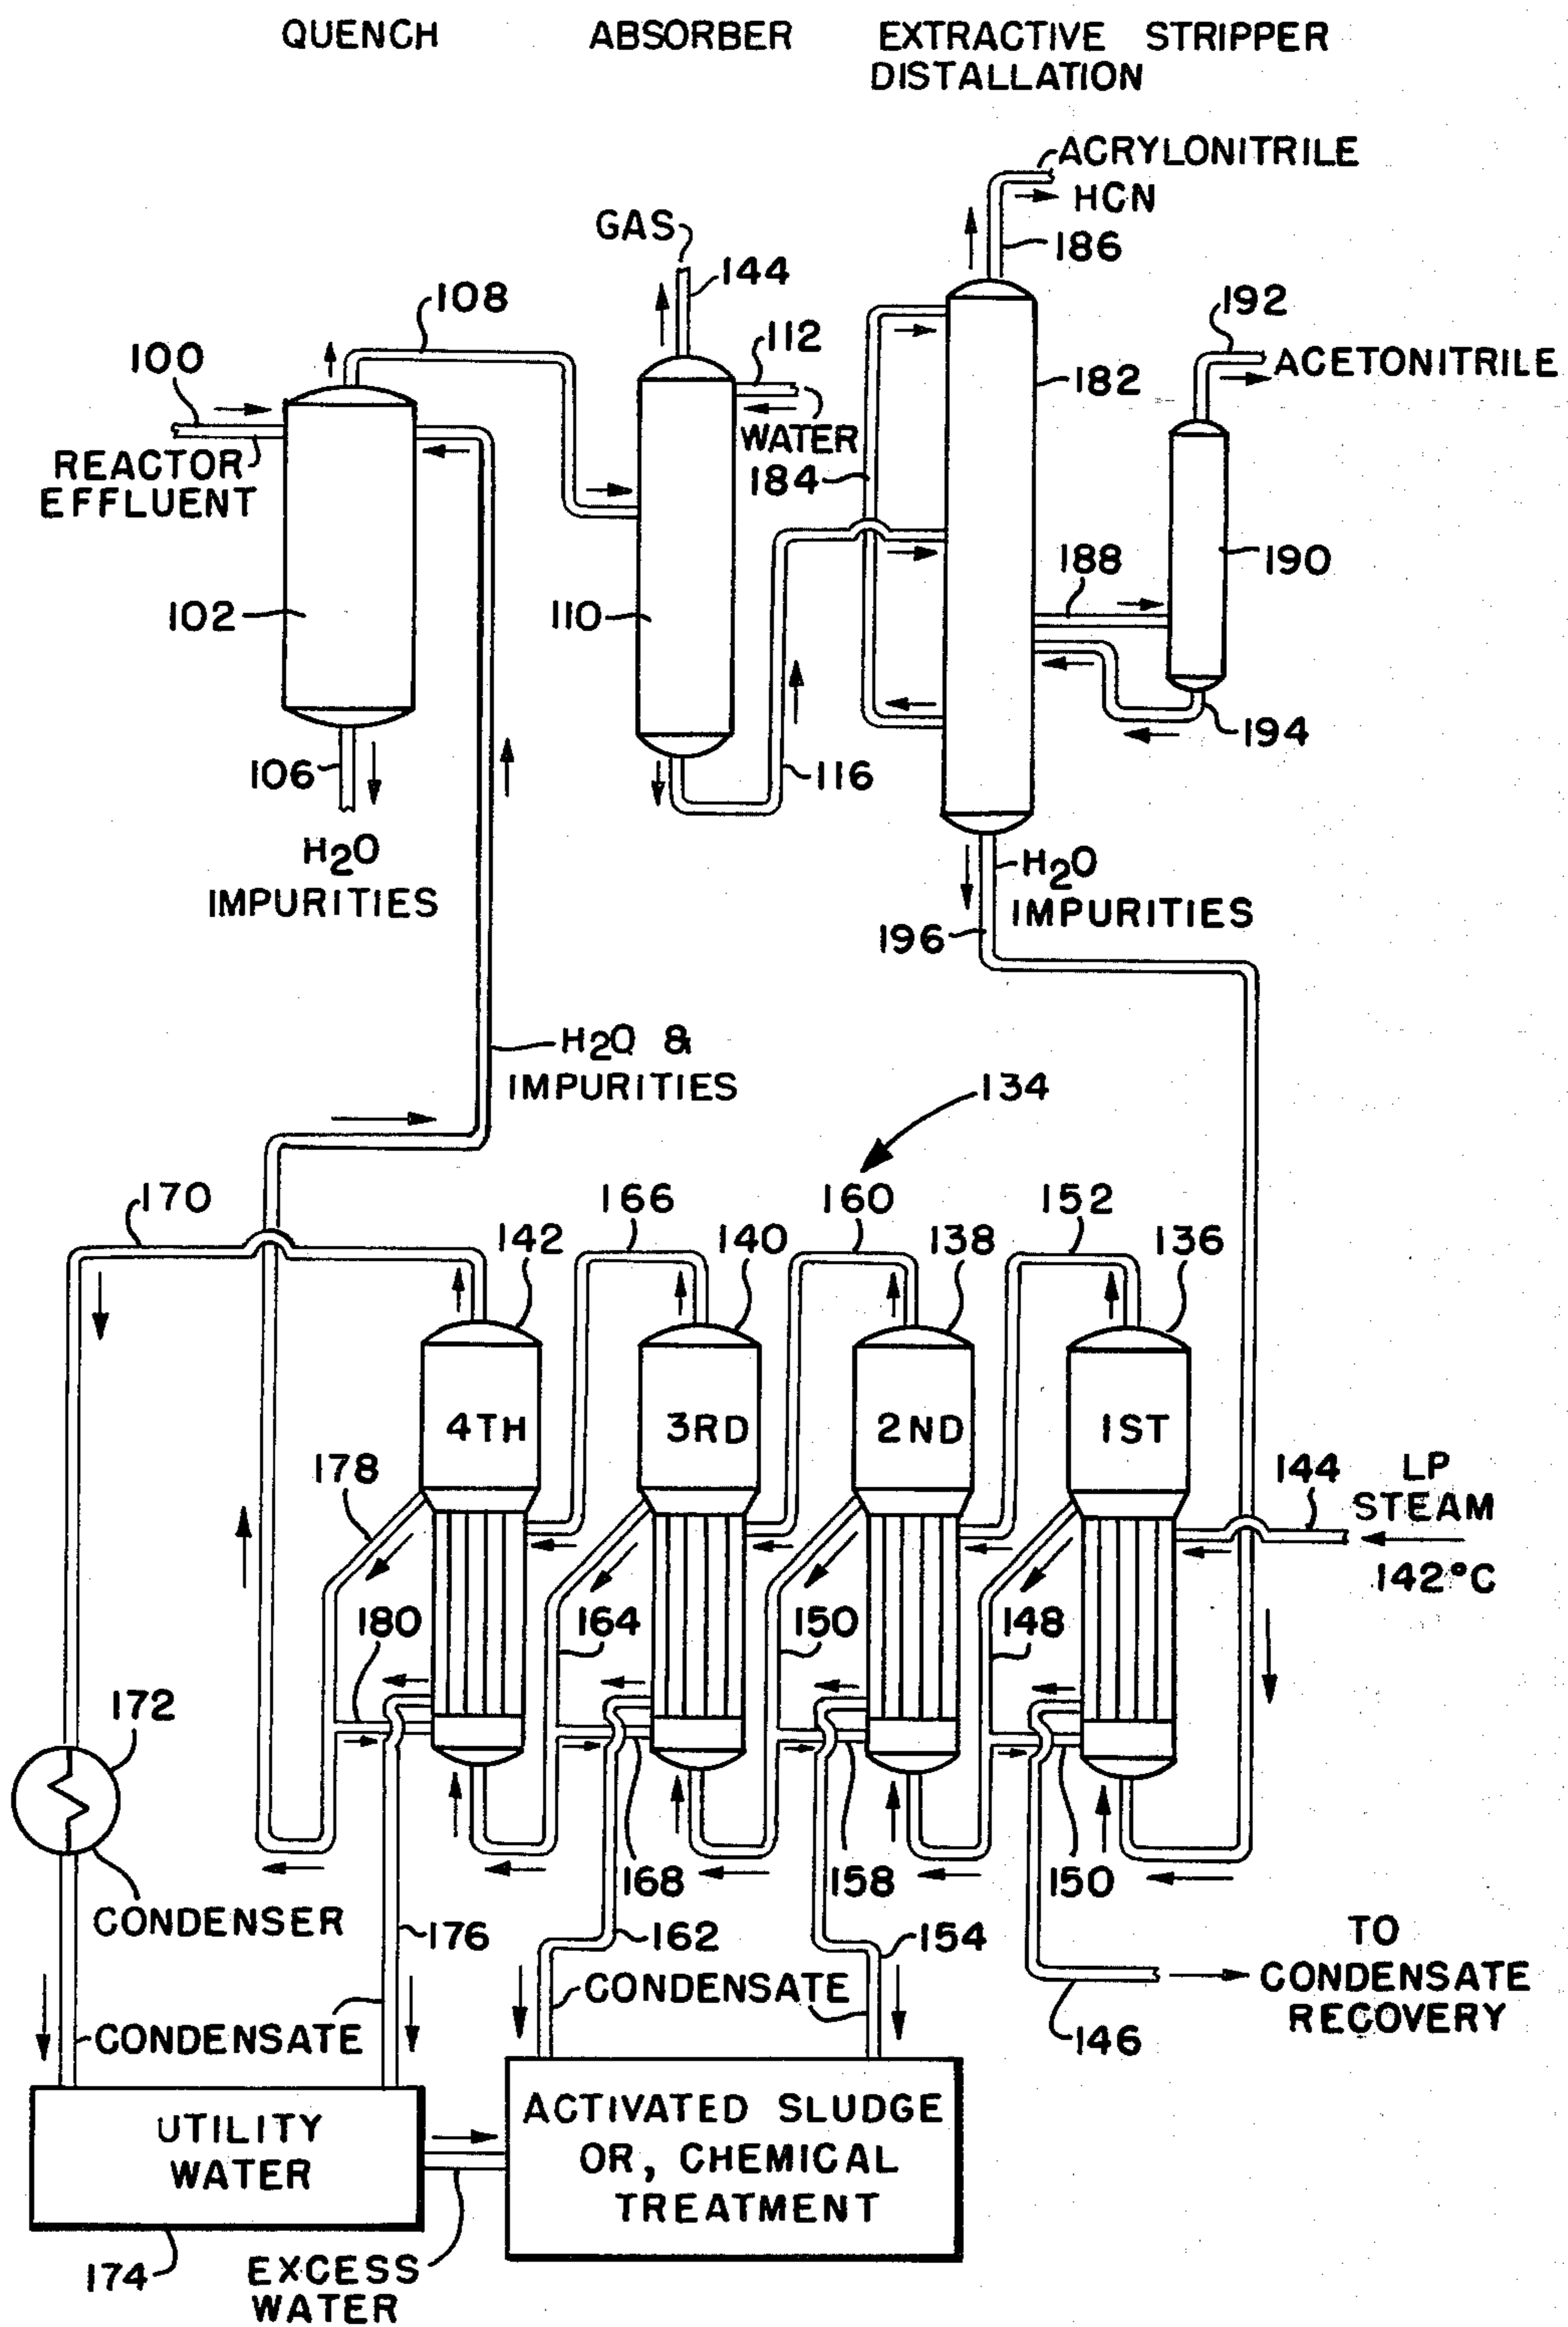 QUENCH ABSORBER EXTRACTIVE STRIPPER
DISTALLATION
ACRYLONITRILE
HCN
GAS
186
144
108
192
112
100
ACETONITRILE
182
WATER
REACTOR
EFFLUENT
184
188
190
102
110
194
106
116
H2O
IMPURITIES
H2O
IMPURITIES
196
H2O &
IMPURITIES
134
170
166
160
152
142
140
138
136
4TH
3RD
2ND
1ST
178
144
LP
STEAM
142°C
180
164
150
148
172
168
158
150
CONDENSER
176
162
154
TO
CONDENSATE
RECOVERY
CONDENSATE
CONDENSATE
146
UTILITY
WATER
ACTIVATED SLUDGE
OR, CHEMICAL
TREATMENT
174
EXCESS
WATER